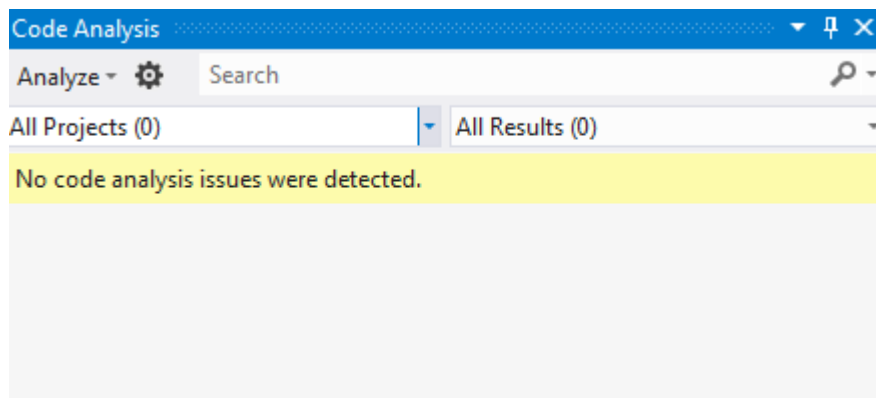 Code Analysis
Analyze Search
All Projects (0) All Results (0)
No code analysis issues were detected.